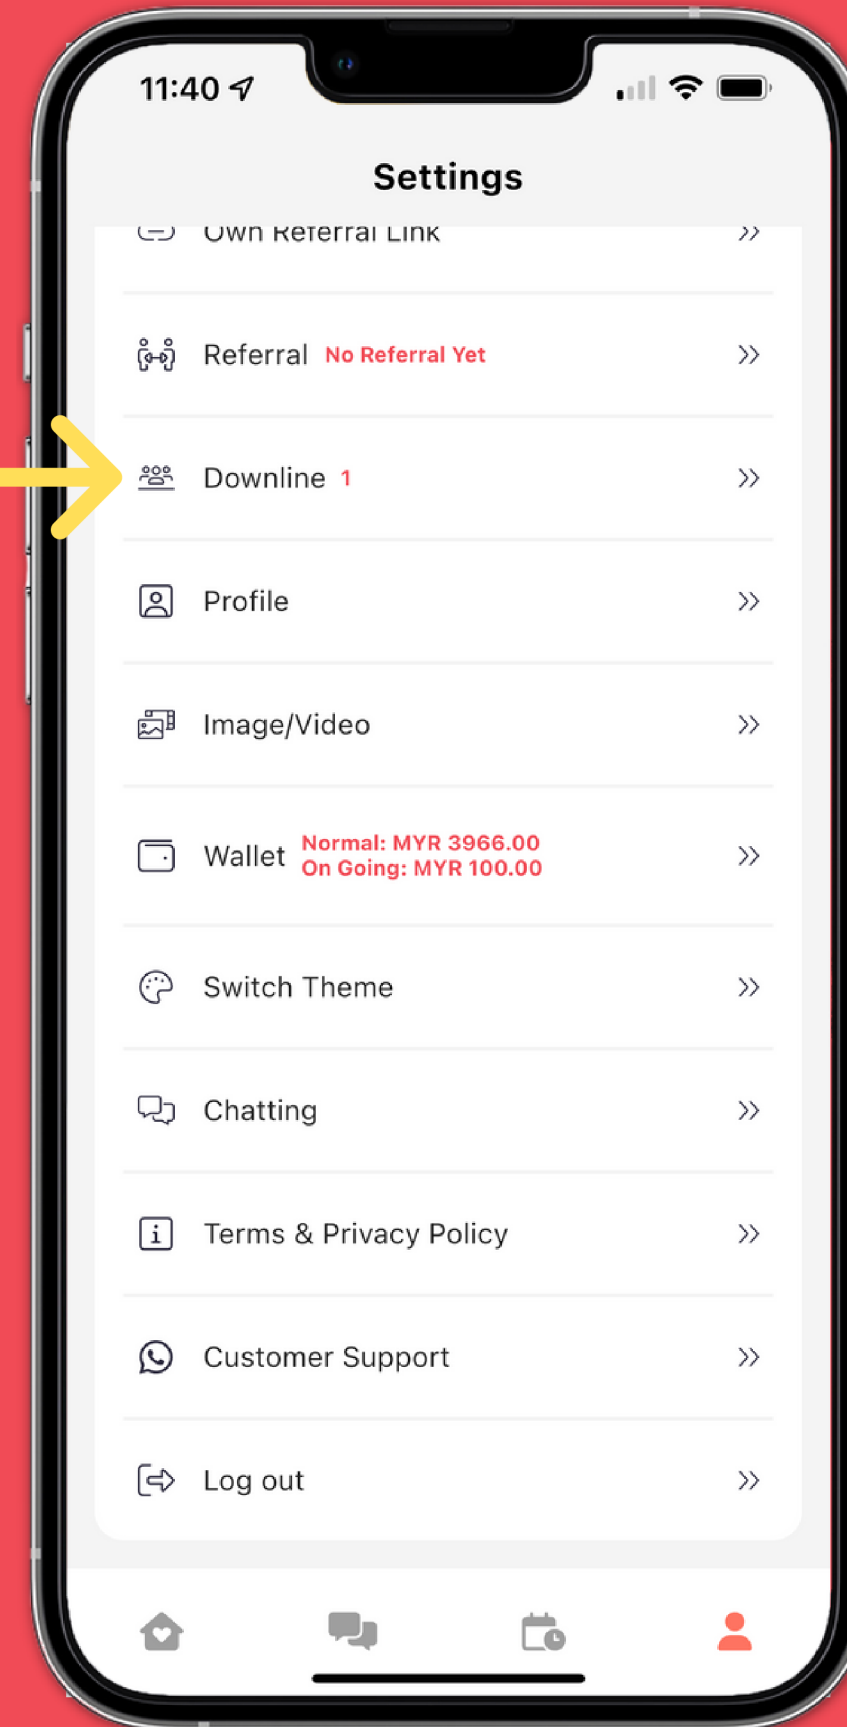 11:40
Settings
Own Referral Link
Referral No Referral Yet
Downline 1
Profile
Image/Video
Wallet Normal: MYR 3966.00
On Going: MYR 100.00
Switch Theme
Chatting
Terms & Privacy Policy
Customer Support
Log out